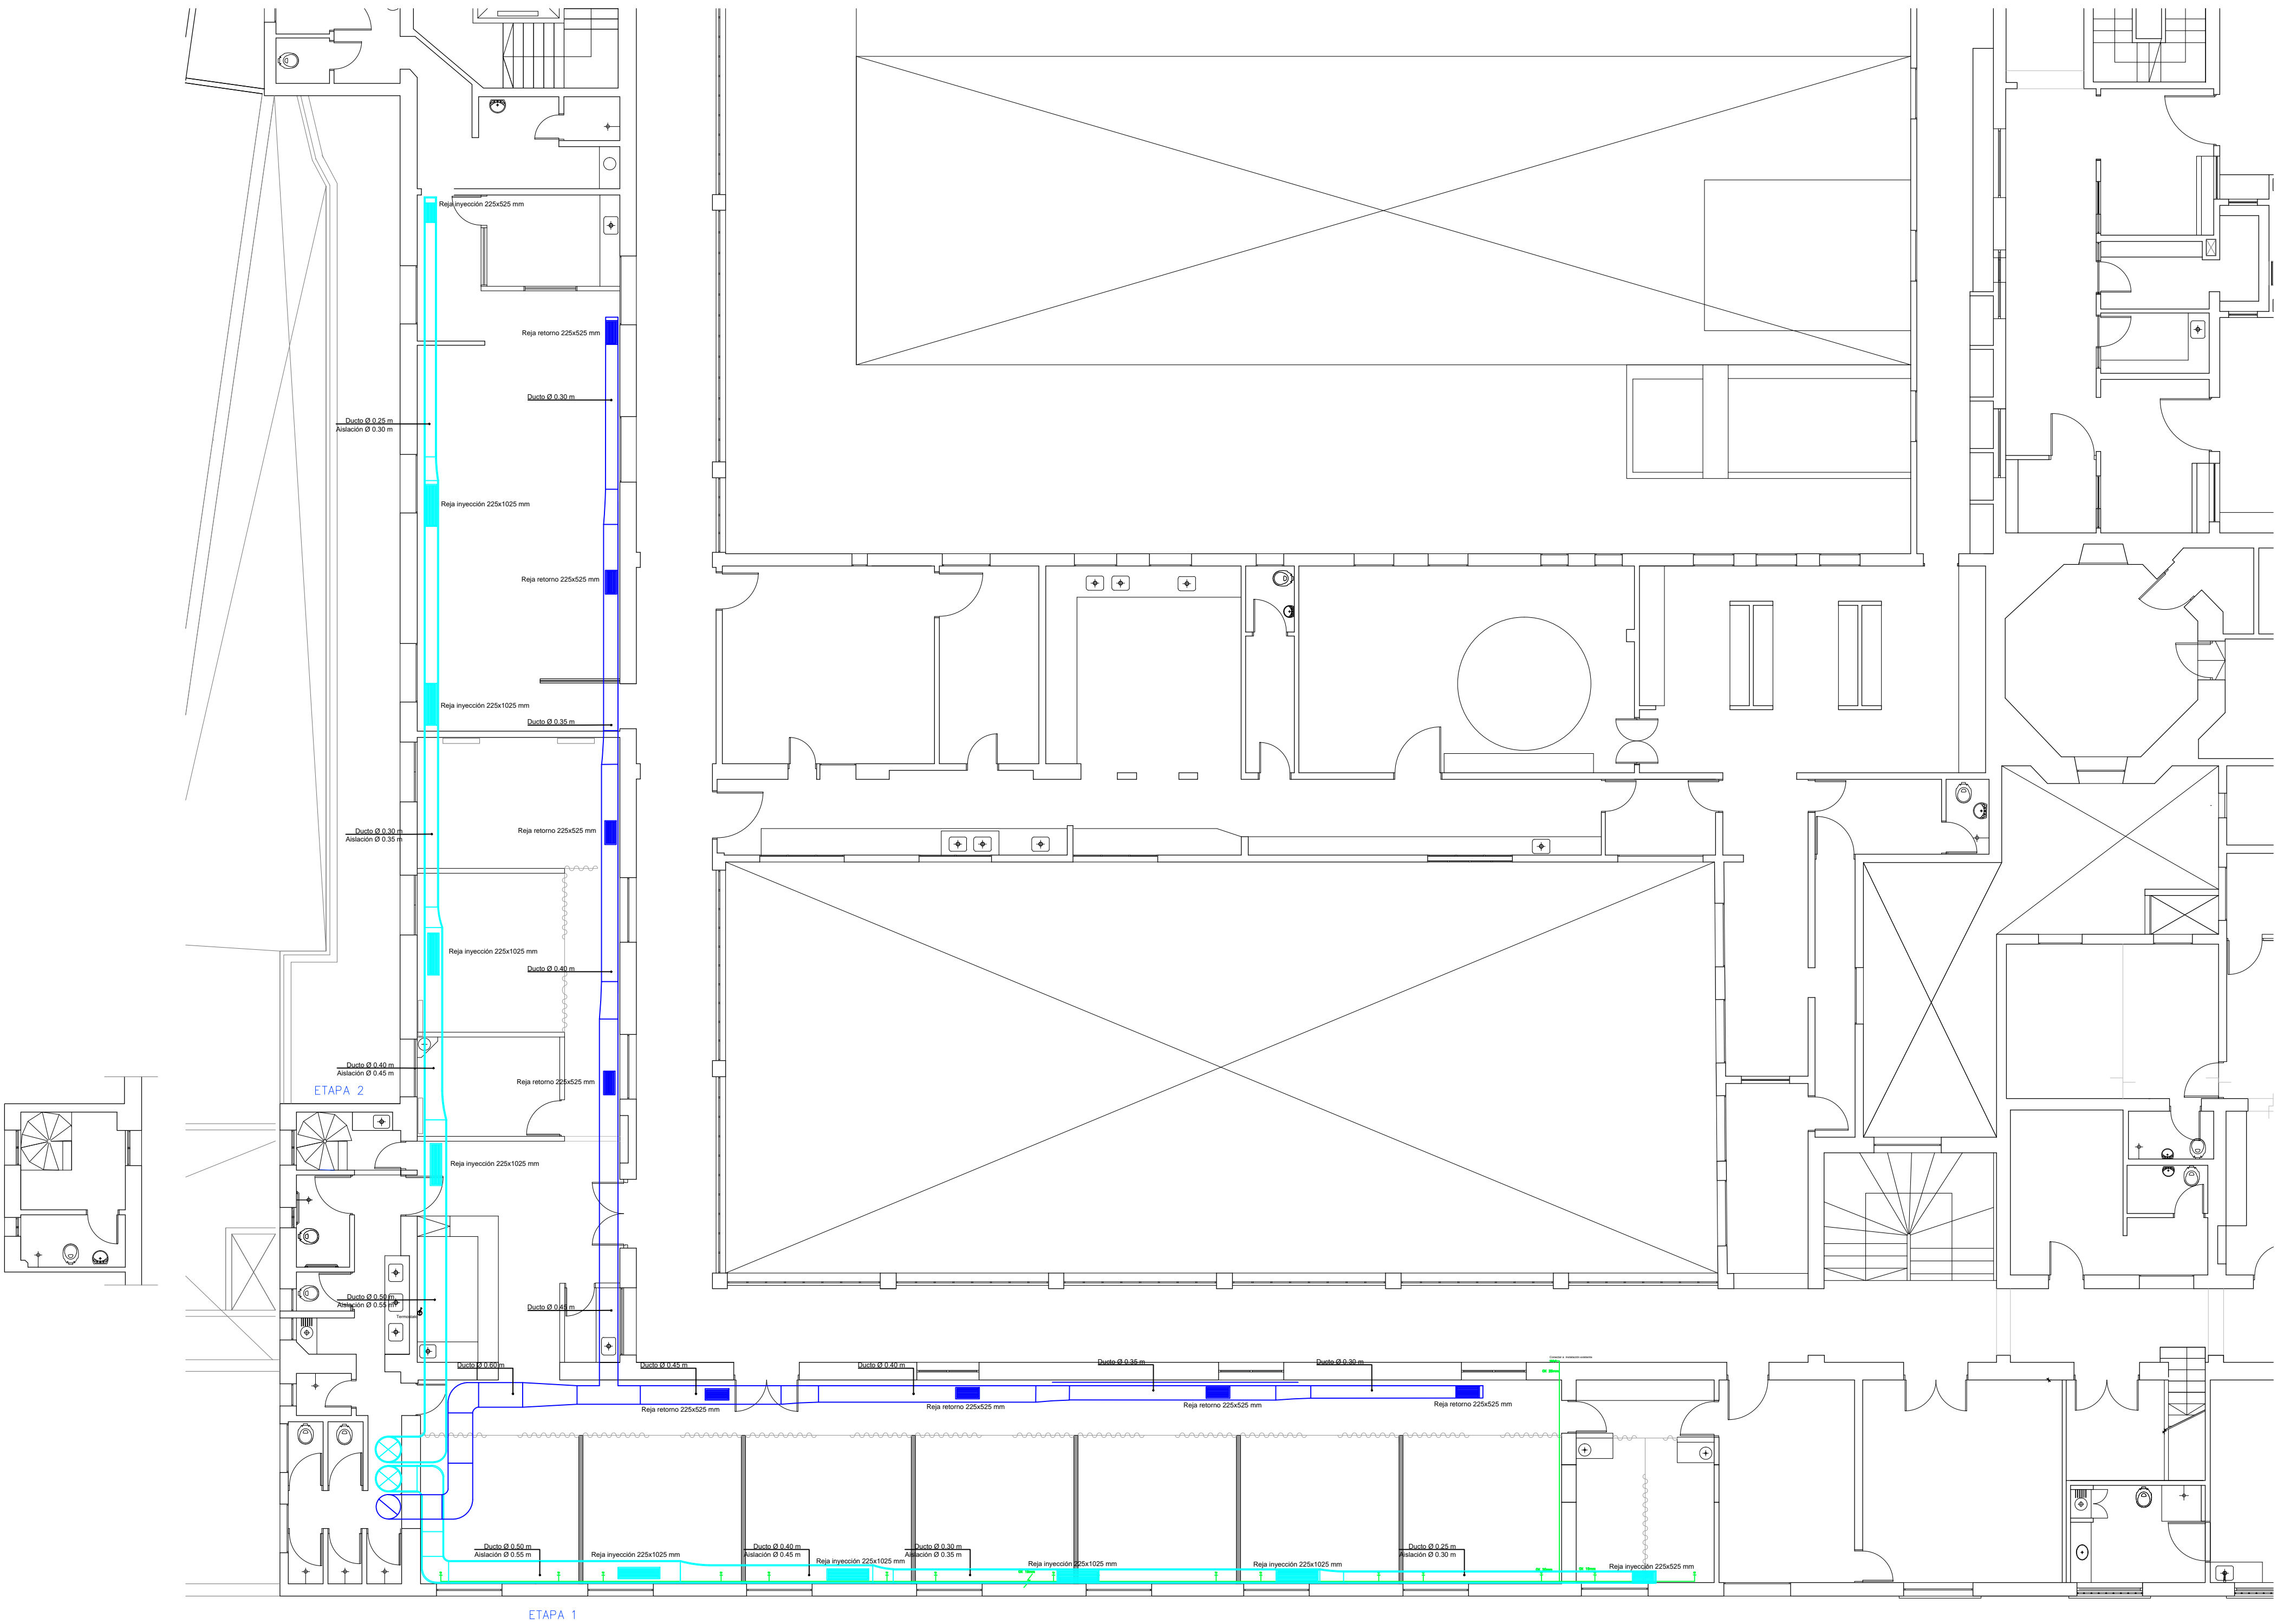 Reja inyección 225x525 mm
Reja retorno 225x525 mm
Ducto Ø 0.30 m
Ducto Ø 0.25 m
Aislación Ø 0.30 m
Reja inyección 225x1025 mm
Reja retorno 225x525 mm
Reja inyección 225x1025 mm
Ducto Ø 0.35 m
Ducto Ø 0.30 m
Aislación Ø 0.35 m
Reja retorno 225x525 mm
Reja inyección 225x1025 mm
Ducto Ø 0.40 m
Ducto Ø 0.40 m
Aislación Ø 0.45 m
Reja retorno 225x525 mm
ETAPA 2
Reja inyección 225x1025 mm
Ducto Ø 0.50 m
Aislación Ø 0.55 m
Ducto Ø 0.45 m
Ducto Ø 0.60 m
Ducto Ø 0.45 m
Ducto Ø 0.40 m
Ducto Ø 0.35 m
Ducto Ø 0.30 m
Reja retorno 225x525 mm
Reja retorno 225x525 mm
Reja retorno 225x525 mm
Reja retorno 225x525 mm
Ducto Ø 0.50 m
Aislación Ø 0.55 m
Reja inyección 225x1025 mm
Ducto Ø 0.40 m
Aislación Ø 0.45 m
Reja inyección 225x1025 mm
Ducto Ø 0.30 m
Aislación Ø 0.35 m
Reja inyección 225x1025 mm
Reja inyección 225x1025 mm
Ducto Ø 0.25 m
Aislación Ø 0.30 m
Reja inyección 225x525 mm
ETAPA 1